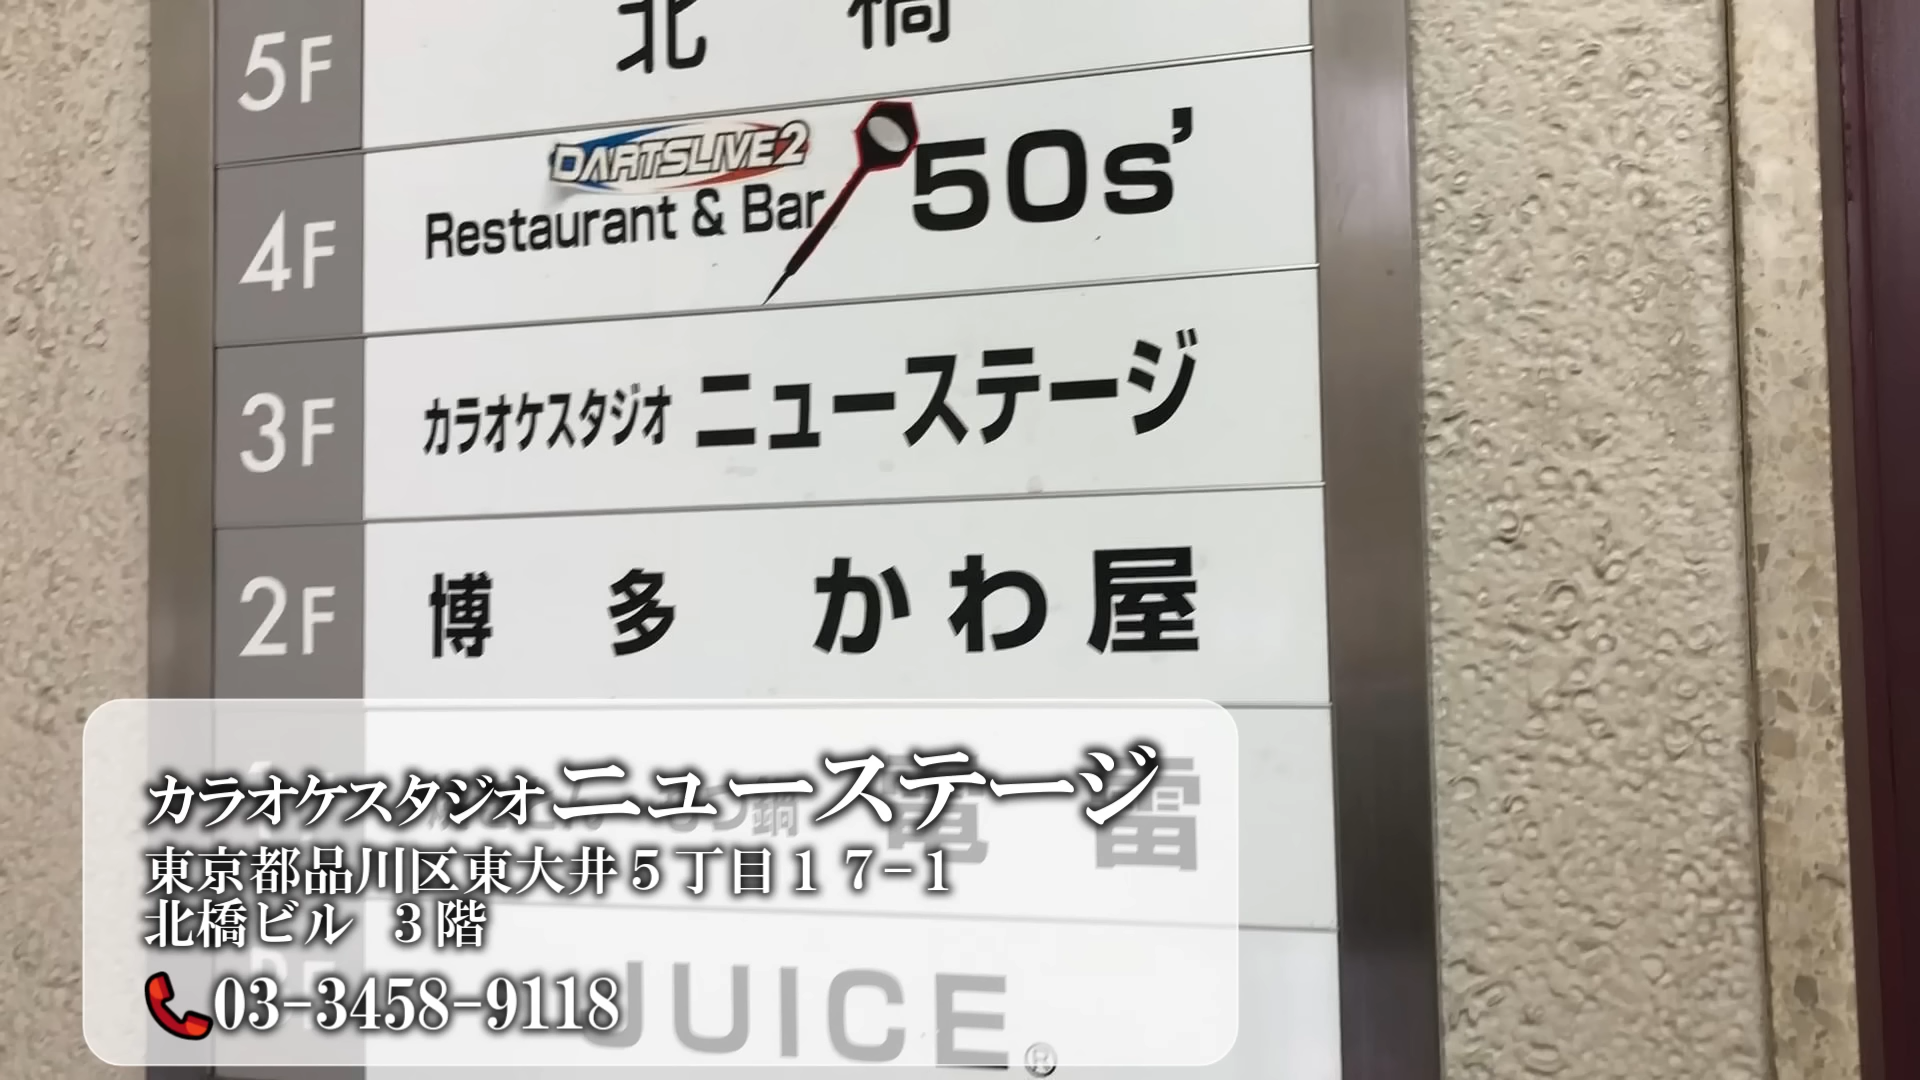 5F 北橋
DARTSLIVE2
4F Restaurant & Bar 50s'
3F カラオケスタジオ ニューステージ
2F 博多 かわ屋
カラオケスタジオ ニューステージ
東京都品川区東大井５丁目１７−１
北橋ビル ３階
03-3458-9118
JUICE®